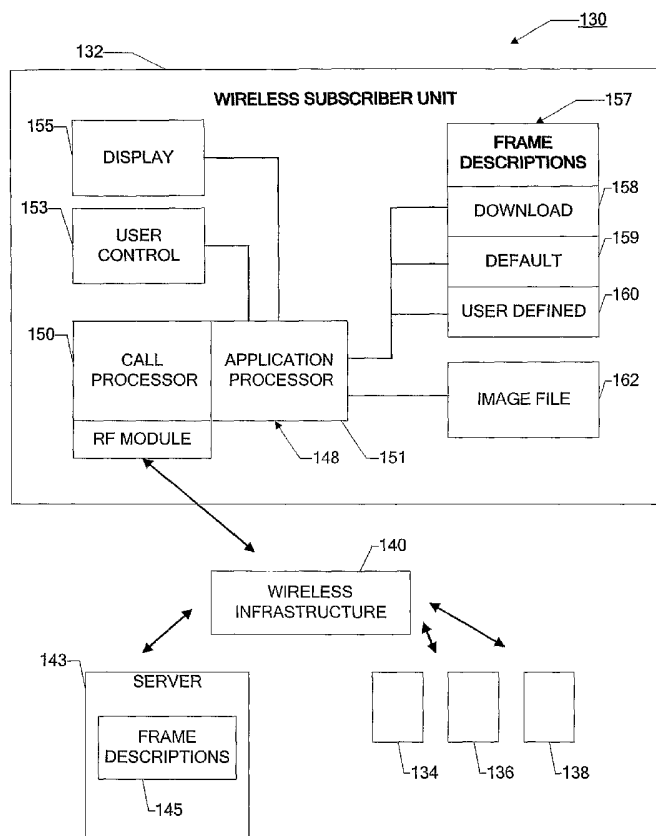 130
132
WIRELESS SUBSCRIBER UNIT
155
DISPLAY
157
FRAME
DESCRIPTIONS
158
DOWNLOAD
153
USER
CONTROL
159
DEFAULT
160
USER DEFINED
150
CALL
PROCESSOR
APPLICATION
PROCESSOR
162
IMAGE FILE
RF MODULE
148
151
140
WIRELESS
INFRASTRUCTURE
143
SERVER
FRAME
DESCRIPTIONS
145
134
136
138